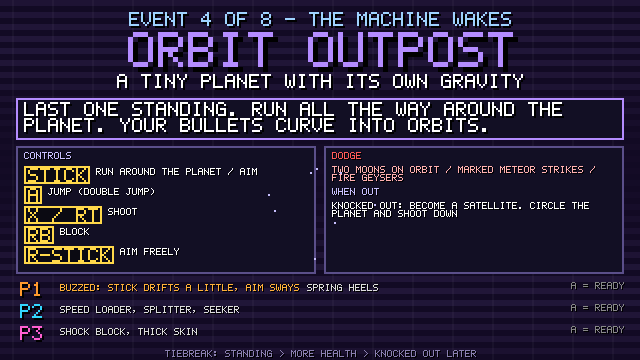 EVENT 4 OF 8 - THE MACHINE WAKES
ORBIT OUTPOST
A TINY PLANET WITH ITS OWN GRAVITY
LAST ONE STANDING. RUN ALL THE WAY AROUND THE
PLANET. YOUR BULLETS CURVE INTO ORBITS.
CONTROLS
STICK RUN AROUND THE PLANET / AIM
A JUMP (DOUBLE JUMP)
X / RT SHOOT
RB BLOCK
R-STICK AIM FREELY
DODGE
TWO MOONS ON ORBIT / MARKED METEOR STRIKES /
FIRE GEYSERS
WHEN OUT
KNOCKED OUT: BECOME A SATELLITE. CIRCLE THE
PLANET AND SHOOT DOWN
P1 BUZZED: STICK DRIFTS A LITTLE, AIM SWAYS SPRING HEELS A = READY
P2 SPEED LOADER, SPLITTER, SEEKER A = READY
P3 SHOCK BLOCK, THICK SKIN A = READY
TIEBREAK: STANDING > MORE HEALTH > KNOCKED OUT LATER